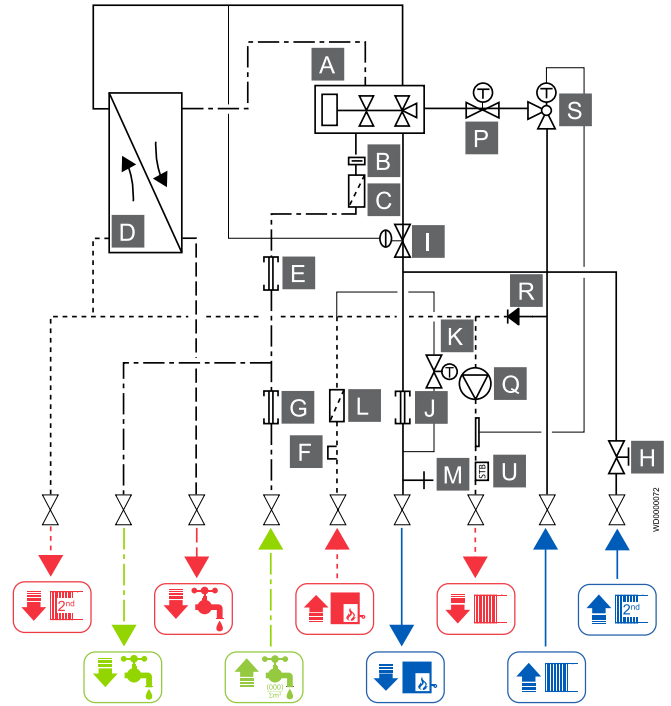 A
T
T
P
S
B
C
D
I
E
R
K
T
Q
G
L
J
F
M
STB
U
H
WD0000072
2nd
2nd
(000)
Σm³